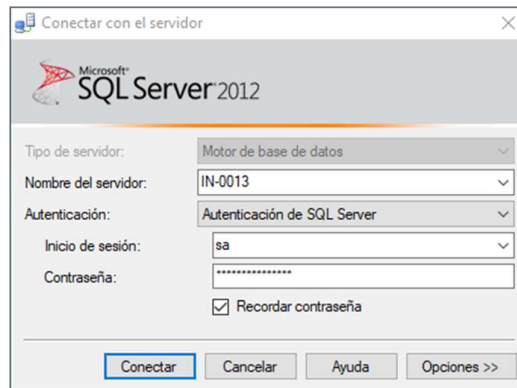 Conectar con el servidor
Microsoft®
SQL Server® 2012
Tipo de servidor: Motor de base de datos
Nombre del servidor: IN-0013
Autenticación: Autenticación de SQL Server
Inicio de sesión: sa
Contraseña: ***************
Recordar contraseña
Conectar Cancelar Ayuda Opciones >>